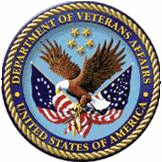 DEPARTMENT OF VETERANS AFFAIRS
UNITED STATES OF AMERICA